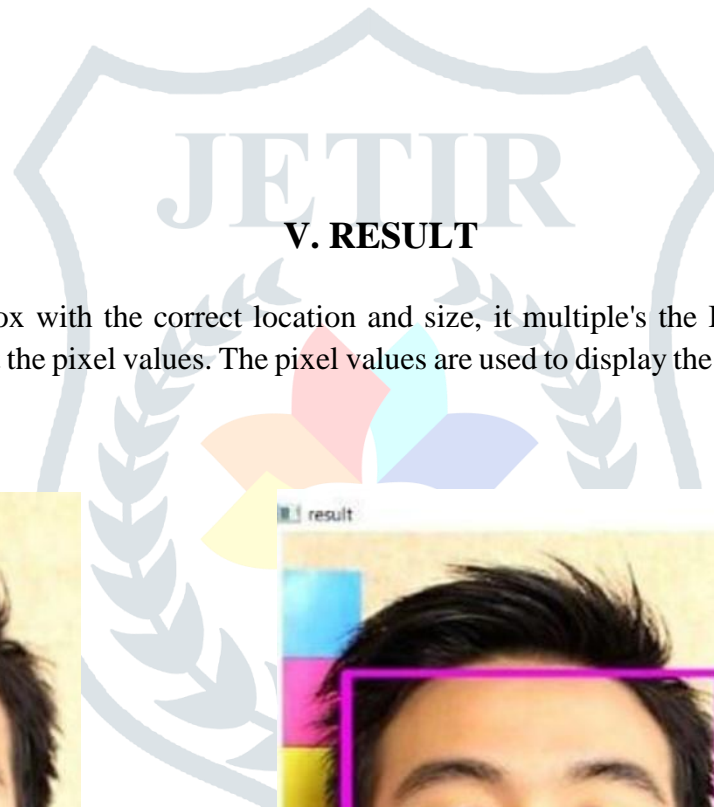 JETIR
V. RESULT
ox with the correct location and size, it multiple's the
the pixel values. The pixel values are used to display the
result